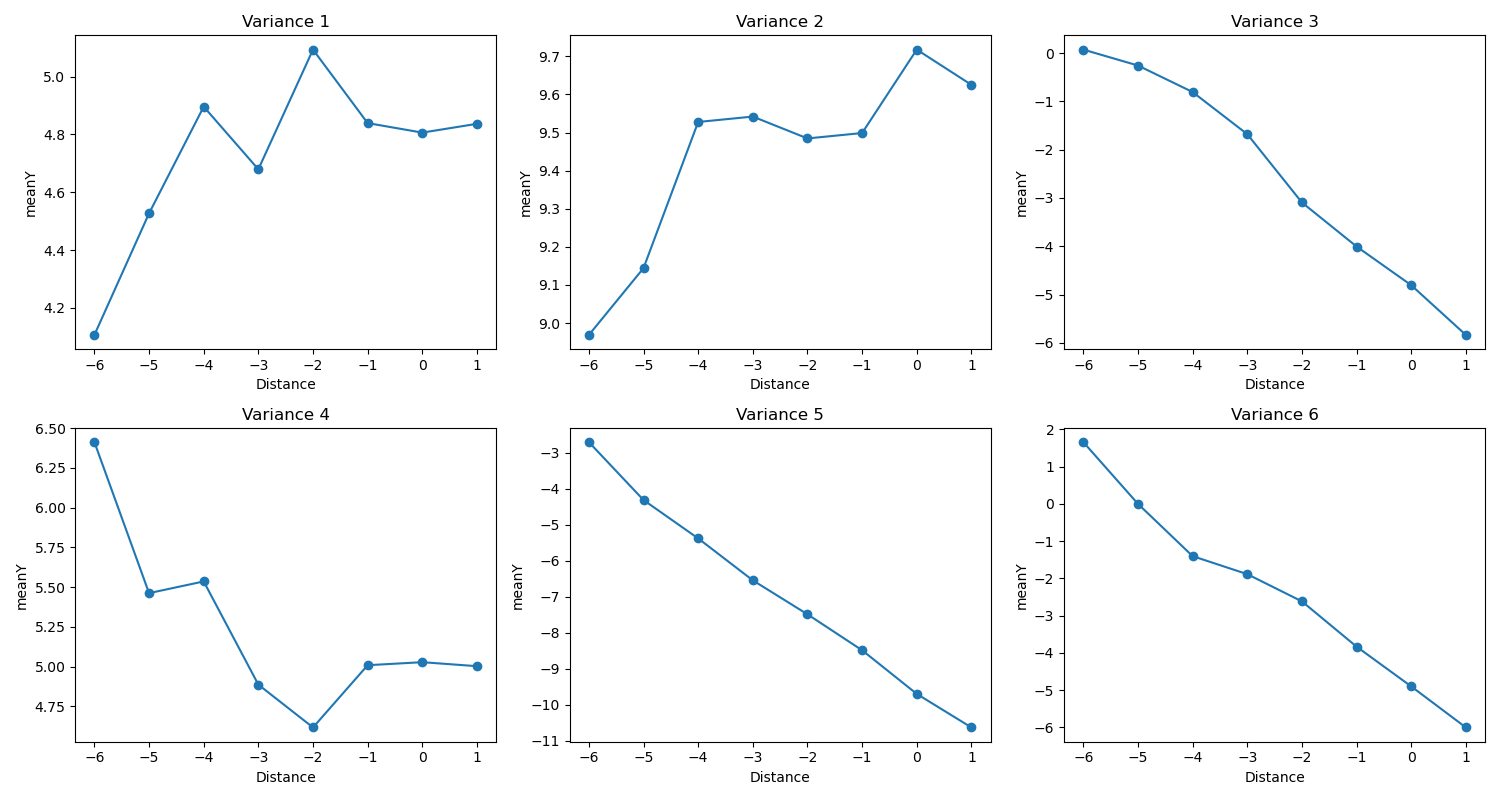 Variance 1
meanY
5.0
4.8
4.6
4.4
4.2
−6 −5 −4 −3 −2 −1 0 1
Distance
Variance 2
meanY
9.7
9.6
9.5
9.4
9.3
9.2
9.1
9.0
−6 −5 −4 −3 −2 −1 0 1
Distance
Variance 3
meanY
0
−1
−2
−3
−4
−5
−6
−6 −5 −4 −3 −2 −1 0 1
Distance
Variance 4
meanY
6.50
6.25
6.00
5.75
5.50
5.25
5.00
4.75
−6 −5 −4 −3 −2 −1 0 1
Distance
Variance 5
meanY
−3
−4
−5
−6
−7
−8
−9
−10
−11
−6 −5 −4 −3 −2 −1 0 1
Distance
Variance 6
meanY
2
1
0
−1
−2
−3
−4
−5
−6
−6 −5 −4 −3 −2 −1 0 1
Distance